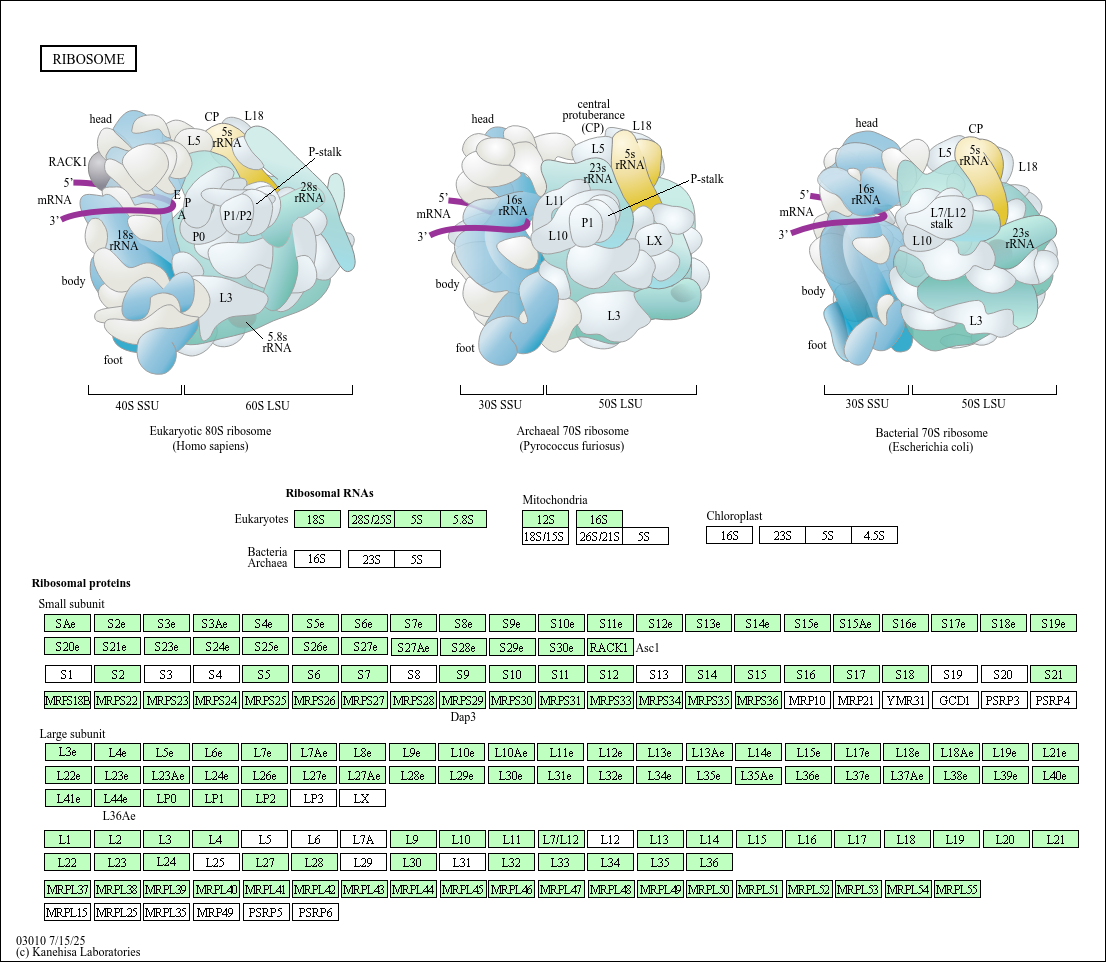 RIBOSOME
head
CP
L18
L5
5s
rRNA
RACK1
P-stalk
5'
mRNA
3'
E
P
A
28s
rRNA
P1/P2
18s
rRNA
P0
body
L3
5.8s
rRNA
foot
40S SSU
60S LSU
Eukaryotic 80S ribosome
(Homo sapiens)
head
central
protuberance
(CP)
L18
L5
5s
rRNA
23s
rRNA
P-stalk
5'
mRNA
3'
16s
rRNA
L11
P1
L10
LX
body
L3
foot
30S SSU
50S LSU
Archaeal 70S ribosome
(Pyrococcus furiosus)
head
CP
L5
5s
rRNA
L18
16s
rRNA
5'
mRNA
3'
L7/L12
stalk
L10
23s
rRNA
body
L3
foot
30S SSU
50S LSU
Bacterial 70S ribosome
(Escherichia coli)
Ribosomal RNAs
Eukaryotes 18S 28S/25S 5S 5.8S
Bacteria
Archaea
16S 23S 5S
Mitochondria
12S 16S
18S/15S 26S/21S 5S
Chloroplast
16S 23S 5S 4.5S
Ribosomal proteins
Small subunit
SAe S2e S3e S3Ae S4e S5e S6e S7e S8e S9e S10e S11e S12e S13e S14e S15e S15Ae S16e S17e S18e S19e
S20e S21e S23e S24e S25e S26e S27e S27Ae S28e S29e S30e RACK1 Asc1
S1 S2 S3 S4 S5 S6 S7 S8 S9 S10 S11 S12 S13 S14 S15 S16 S17 S18 S19 S20 S21
MRPS18B MRPS22 MRPS23 MRPS24 MRPS25 MRPS26 MRPS27 MRPS28 MRPS29 MRPS30 MRPS31 MRPS33 MRPS34 MRPS35 MRPS36 MRP10 MRP21 YMR31 GCD1 PSRP3 PSRP4
Dap3
Large subunit
L3e L4e L5e L6e L7e L7Ae L8e L9e L10e L10Ae L11e L12e L13e L13Ae L14e L15e L17e L18e L18Ae L19e L21e
L22e L23e L23Ae L24e L26e L27e L27Ae L28e L29e L30e L31e L32e L34e L35e L35Ae L36e L37e L37Ae L38e L39e L40e
L41e L44e LP0 LP1 LP2 LP3 LX
L36Ae
L1 L2 L3 L4 L5 L6 L7A L9 L10 L11 L7/L12 L12 L13 L14 L15 L16 L17 L18 L19 L20 L21
L22 L23 L24 L25 L27 L28 L29 L30 L31 L32 L33 L34 L35 L36
MRPL37 MRPL38 MRPL39 MRPL40 MRPL41 MRPL42 MRPL43 MRPL44 MRPL45 MRPL46 MRPL47 MRPL48 MRPL49 MRPL50 MRPL51 MRPL52 MRPL53 MRPL54 MRPL55
MRPL15 MRPL25 MRPL35 MRP49 PSRP5 PSRP6
03010 7/15/25
(c) Kanehisa Laboratories